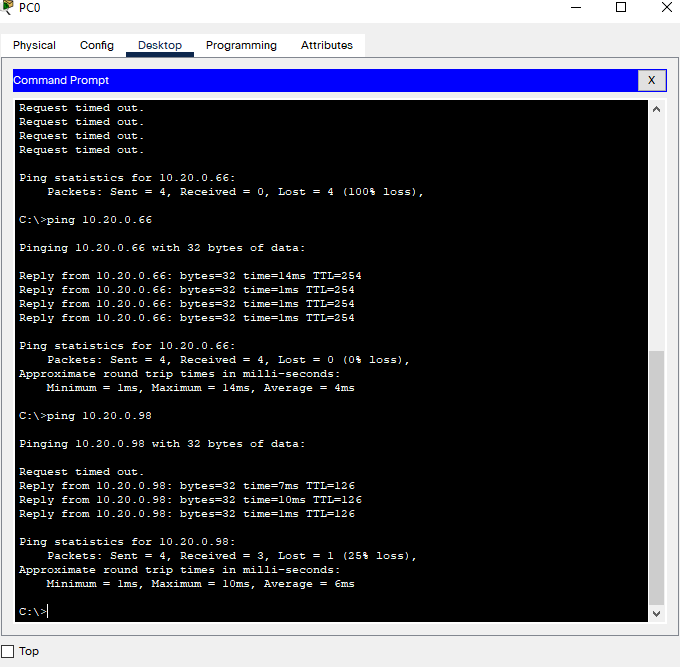 PC0
Physical Config Desktop Programming Attributes
Command Prompt X
Request timed out.
Request timed out.
Request timed out.
Request timed out.
Ping statistics for 10.20.0.66:
Packets: Sent = 4, Received = 0, Lost = 4 (100% loss),
C:\>ping 10.20.0.66
Pinging 10.20.0.66 with 32 bytes of data:
Reply from 10.20.0.66: bytes=32 time=14ms TTL=254
Reply from 10.20.0.66: bytes=32 time=1ms TTL=254
Reply from 10.20.0.66: bytes=32 time=1ms TTL=254
Reply from 10.20.0.66: bytes=32 time=1ms TTL=254
Ping statistics for 10.20.0.66:
Packets: Sent = 4, Received = 4, Lost = 0 (0% loss),
Approximate round trip times in milli-seconds:
Minimum = 1ms, Maximum = 14ms, Average = 4ms
C:\>ping 10.20.0.98
Pinging 10.20.0.98 with 32 bytes of data:
Request timed out.
Reply from 10.20.0.98: bytes=32 time=7ms TTL=126
Reply from 10.20.0.98: bytes=32 time=10ms TTL=126
Reply from 10.20.0.98: bytes=32 time=1ms TTL=126
Ping statistics for 10.20.0.98:
Packets: Sent = 4, Received = 3, Lost = 1 (25% loss),
Approximate round trip times in milli-seconds:
Minimum = 1ms, Maximum = 10ms, Average = 6ms
C:\>
Top